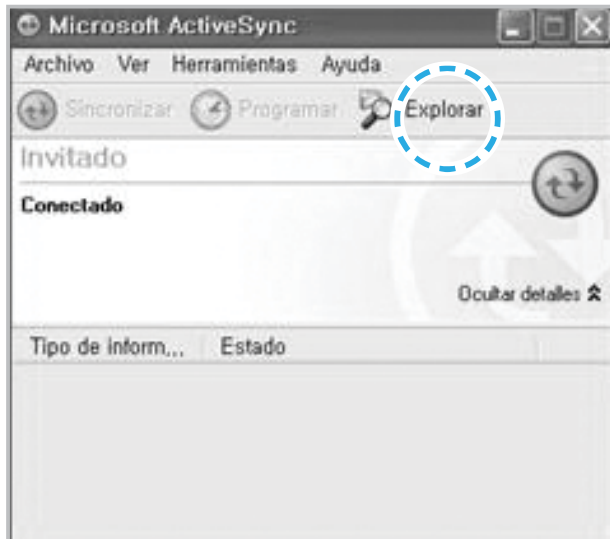 Microsoft ActiveSync
Archivo Ver Herramientas Ayuda
Sincronizar Programar Explorar
Invitado
Conectado
Ocultar detalles
Tipo de inform... Estado